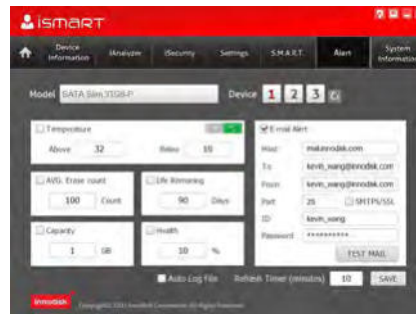 iSMART
Device Information iAnalyzer iSecurity Settings S.M.A.R.T. Alert System Information
Model SATA Slim 3IE3-P Device 1 2 3
Temperature
Above 32 Below 10
E-mail Alert
Host mail.innodisk.com
To kevin_wang@innodisk.com
From kevin_wang@innodisk.com
Port 25 SMTPS/SSL
ID kevin_wang
Password **********
TEST MAIL
AVG. Erase count
100 Count
Life Remaining
90 Days
Capacity
1 GB
Health
10 %
Auto Log File Refresh Timer (minutes) 10 SAVE
Innodisk